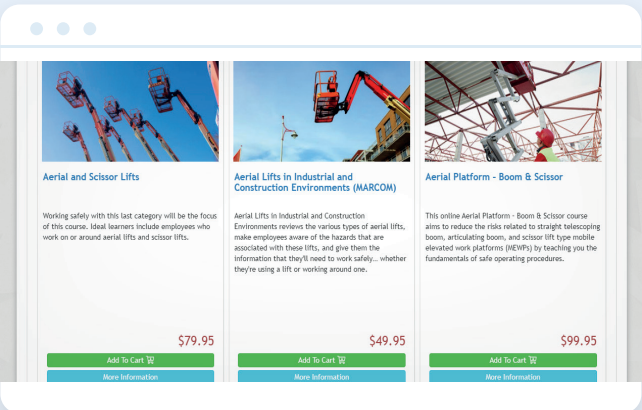 Aerial and Scissor Lifts
Working safely with this last category will be the focus
of this course. Ideal learners include employees who
work on or around aerial lifts and scissor lifts.
$79.95
Add To Cart
More Information
Aerial Lifts in Industrial and
Construction Environments (MARCOM)
Aerial Lifts in Industrial and Construction
Environments reviews the various types of aerial lifts,
make employees aware of the hazards that are
associated with these lifts, and give them the
information that they'll need to work safely… whether
they're using a lift or working around one.
$49.95
Add To Cart
More Information
Aerial Platform - Boom & Scissor
This online Aerial Platform - Boom & Scissor course
aims to reduce the risks related to straight telescoping
boom, articulating boom, and scissor lift type mobile
elevated work platforms (MEWPs) by teaching you the
fundamentals of safe operating procedures.
$99.95
Add To Cart
More Information